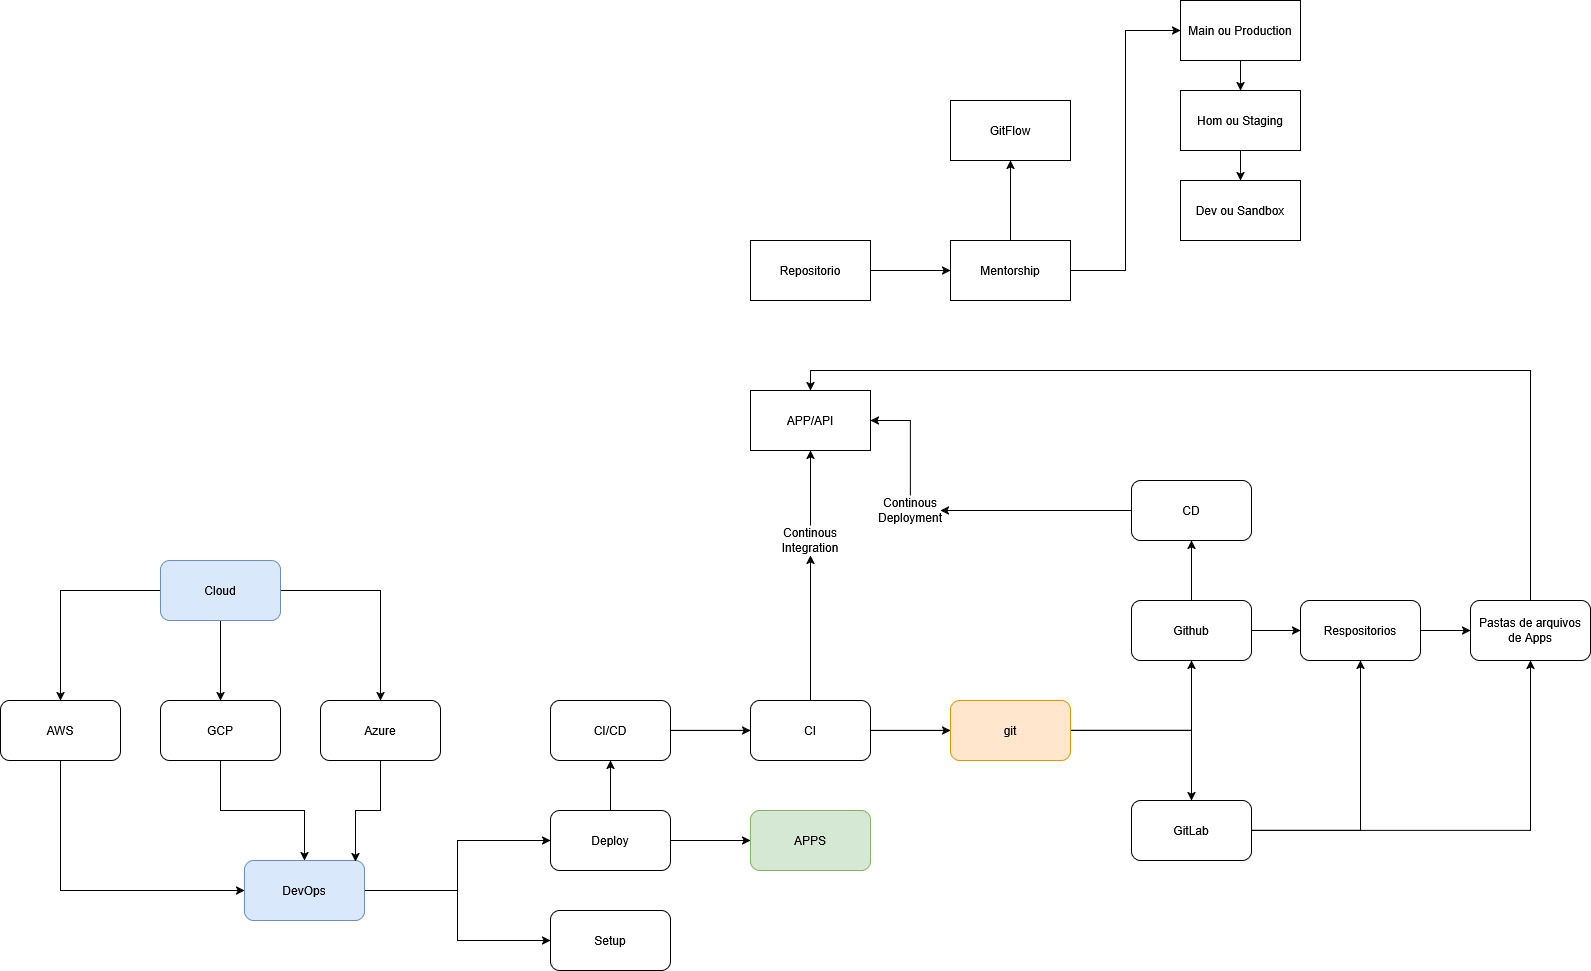 Main ou Production
Hom ou Staging
GitFlow
Dev ou Sandbox
Repositorio
Mentorship
APP/API
Continous
Deployment
CD
Continous
Integration
Cloud
Github
Respositorios
Pastas de arquivos
de Apps
AWS
GCP
Azure
CI/CD
CI
git
Deploy
APPS
GitLab
DevOps
Setup